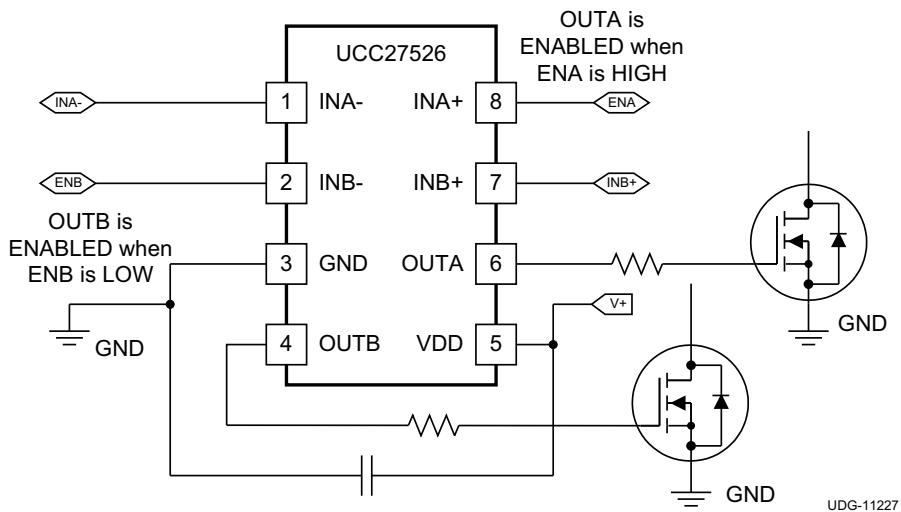 OUTA is
ENABLED when
ENA is HIGH
UCC27526
INA-
1
INA-
INA+
8
ENA
ENB
2
INB-
INB+
7
INB+
OUTB is
ENABLED when
ENB is LOW
3
GND
OUTA
6
V+
GND
GND
4
OUTB
VDD
5
GND
UDG-11227